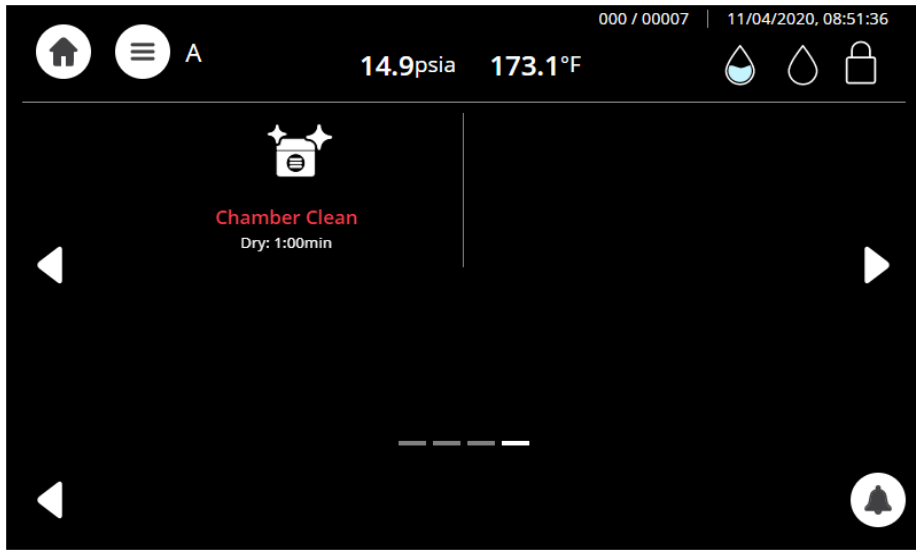 000 / 00007 | 11/04/2020, 08:51:36
A
14.9psia 173.1°F
Chamber Clean
Dry: 1:00min